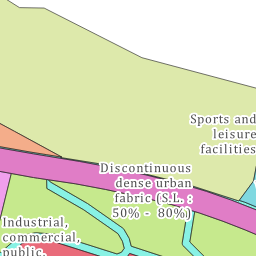 Sports and
leisure
facilities
Discontinuous
dense urban
fabric (S.L. :
50% - 80%)
Industrial,
commercial,
public,